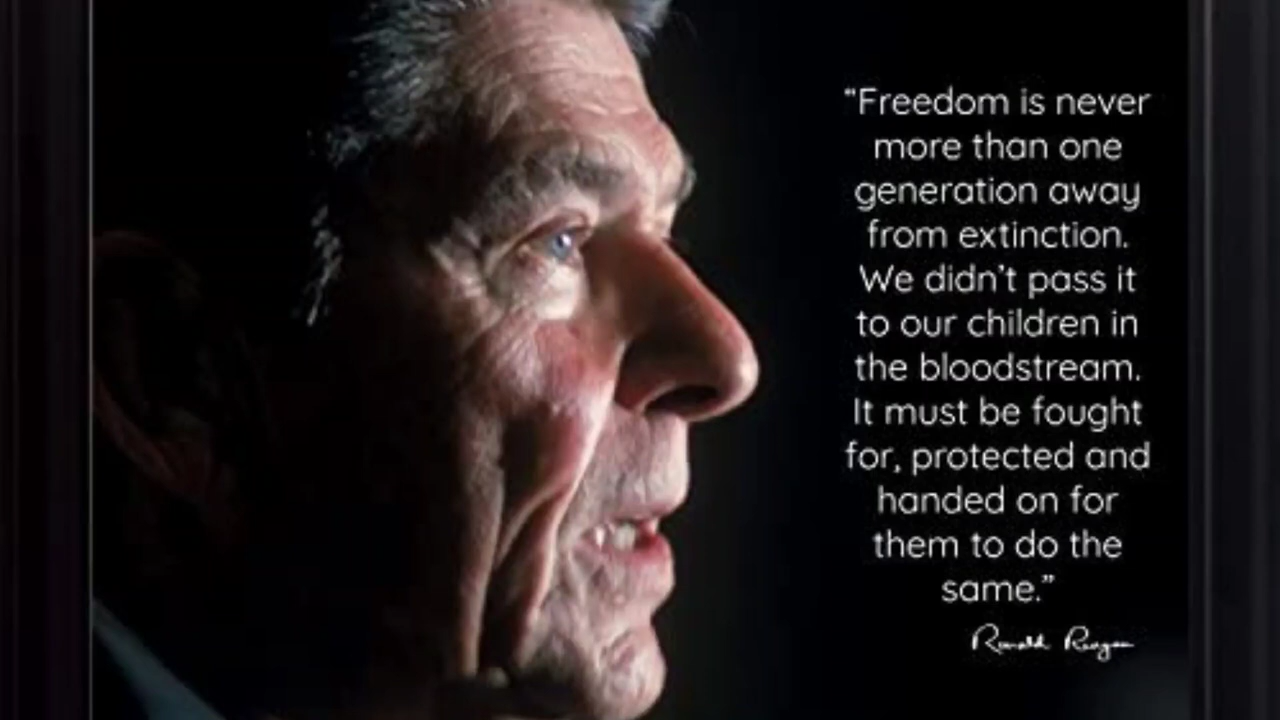 “Freedom is never
more than one
generation away
from extinction.
We didn’t pass it
to our children in
the bloodstream.
It must be fought
for, protected and
handed on for
them to do the
same.”
Ronald Reagan